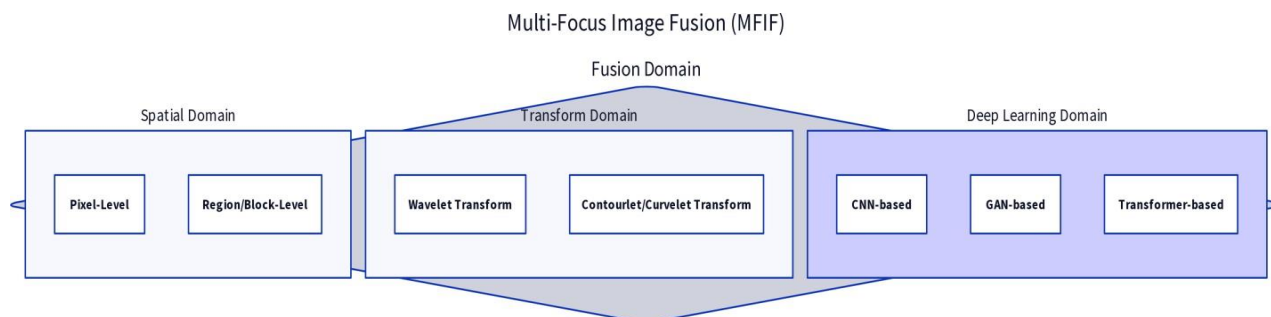 Multi-Focus Image Fusion (MFIF)
Fusion Domain
Spatial Domain
Transform Domain
Deep Learning Domain
Pixel-Level
Region/Block-Level
Wavelet Transform
Contourlet/Curvelet Transform
CNN-based
GAN-based
Transformer-based